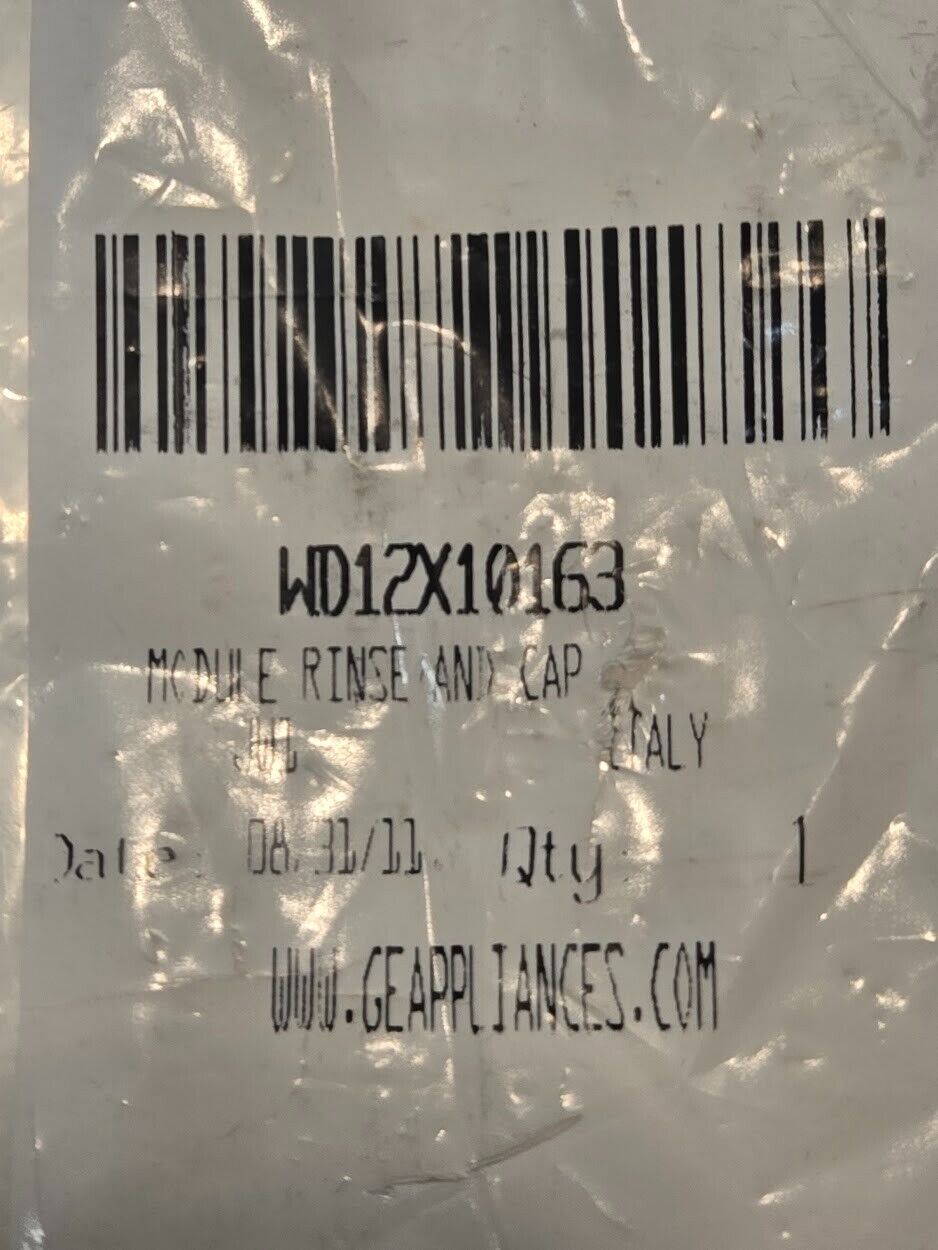 WD12X10163
MODULE RINSE AND CAP
ITALY
Date: 08/31/11 Qty 1
WWW.GEAPPLIANCES.COM